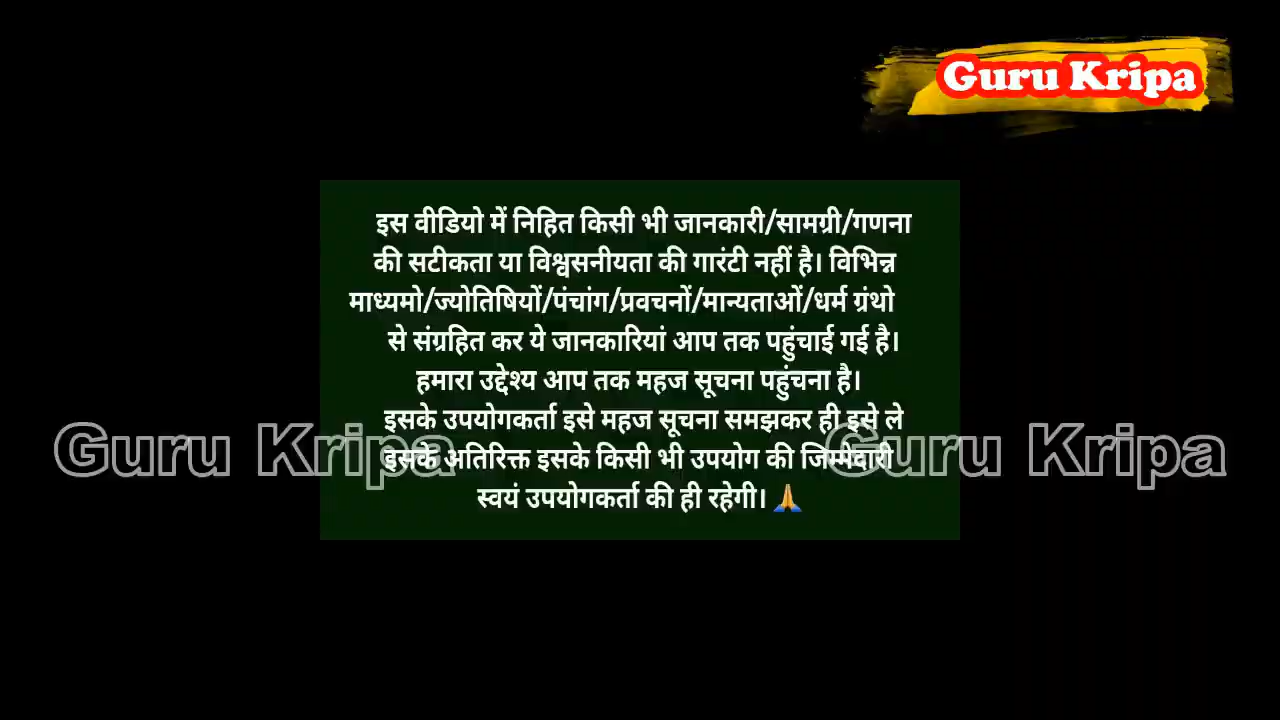 Guru Kripa
इस वीडियो में निहित किसी भी जानकारी/सामग्री/गणना
की सटीकता या विश्वसनीयता की गारंटी नहीं है। विभिन्न
माध्यमो/ज्योतिषियों/पंचांग/प्रवचनों/मान्यताओं/धर्म ग्रंथो
से संग्रहित कर ये जानकारियां आप तक पहुंचाई गई है।
हमारा उद्देश्य आप तक महज सूचना पहुंचना है।
इसके उपयोगकर्ता इसे महज सूचना समझकर ही इसे ले
Guru Kripa
Guru Kripa
इसके अतिरिक्त इसके किसी भी उपयोग की जिम्मेदारी
स्वयं उपयोगकर्ता की ही रहेगी। 🙏